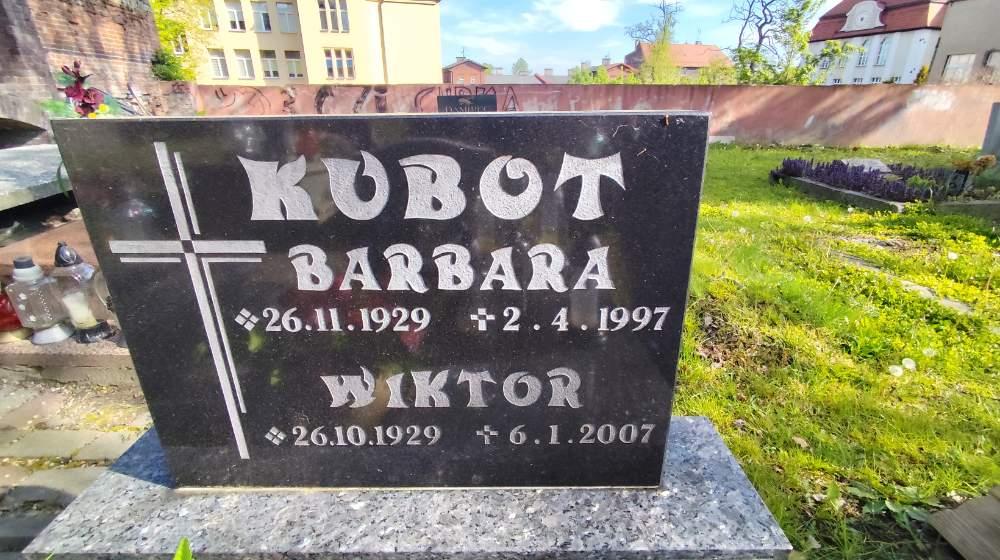 KUBOT
BARBARA
26.11.1929 2.4.1997
WIKTOR
26.10.1929 6.1.2007